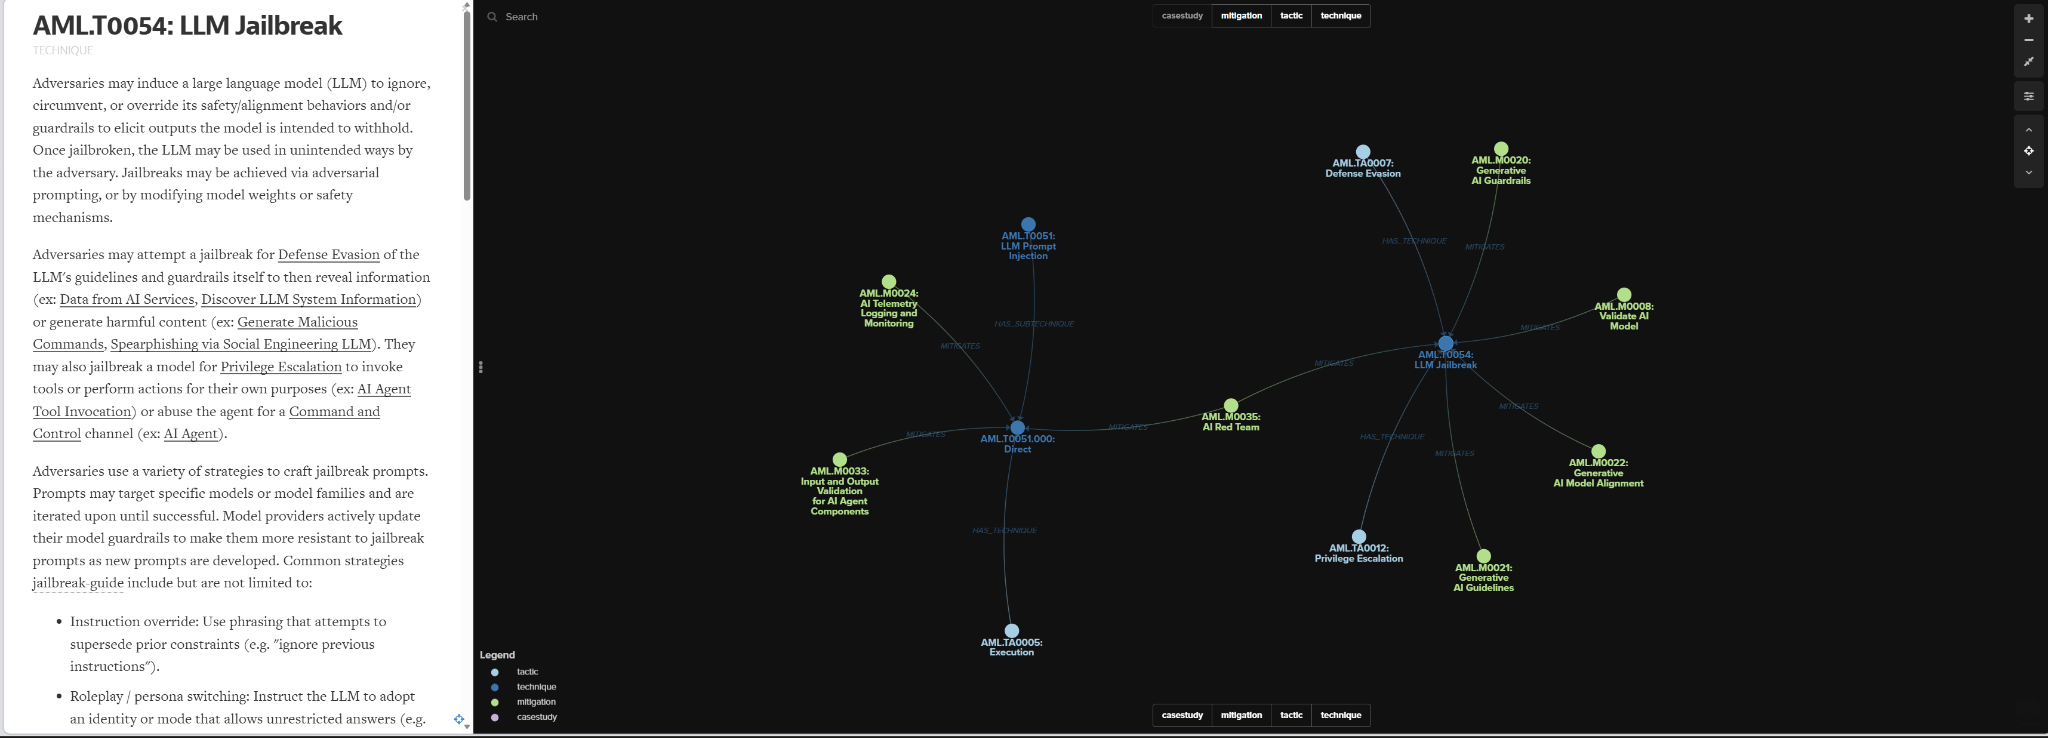 AML.T0054: LLM Jailbreak
TECHNIQUE
Adversaries may induce a large language model (LLM) to ignore,
circumvent, or override its safety/alignment behaviors and/or
guardrails to elicit outputs the model is intended to withhold.
Once jailbroken, the LLM may be used in unintended ways by
the adversary. Jailbreaks may be achieved via adversarial
prompting, or by modifying model weights or safety
mechanisms.
Adversaries may attempt a jailbreak for Defense Evasion of the
LLM's guidelines and guardrails itself to then reveal information
(ex: Data from AI Services, Discover LLM System Information)
or generate harmful content (ex: Generate Malicious
Commands, Spearphishing via Social Engineering LLM). They
may also jailbreak a model for Privilege Escalation to invoke
tools or perform actions for their own purposes (ex: AI Agent
Tool Invocation) or abuse the agent for a Command and
Control channel (ex: AI Agent).
Adversaries use a variety of strategies to craft jailbreak prompts.
Prompts may target specific models or model families and are
iterated upon until successful. Model providers actively update
their model guardrails to make them more resistant to jailbreak
prompts as new prompts are developed. Common strategies
jailbreak-guide include but are not limited to:
• Instruction override: Use phrasing that attempts to
supersede prior constraints (e.g. "ignore previous
instructions").
• Roleplay / persona switching: Instruct the LLM to adopt
an identity or mode that allows unrestricted answers (e.g.
Search
casestudy mitigation tactic technique
AML.TA0007:
Defense Evasion
AML.M0020:
Generative
AI Guardrails
HAS_TECHNIQUE
MITIGATES
AML.T0051:
LLM Prompt
Injection
AML.M0024:
AI Telemetry
Logging and
Monitoring
HAS_SUBTECHNIQUE
MITIGATES
AML.M0008:
Validate AI
Model
MITIGATES
AML.T0054:
LLM Jailbreak
MITIGATES
AML.M0035:
AI Red Team
MITIGATES
MITIGATES
AML.T0051.000:
Direct
MITIGATES
AML.M0033:
Input and Output
Validation
for AI Agent
Components
MITIGATES
HAS_TECHNIQUE
MITIGATES
AML.M0022:
Generative
AI Model Alignment
HAS_TECHNIQUE
AML.TA0012:
Privilege Escalation
AML.M0021:
Generative
AI Guidelines
AML.TA0005:
Execution
Legend
tactic
technique
mitigation
casestudy
casestudy mitigation tactic technique